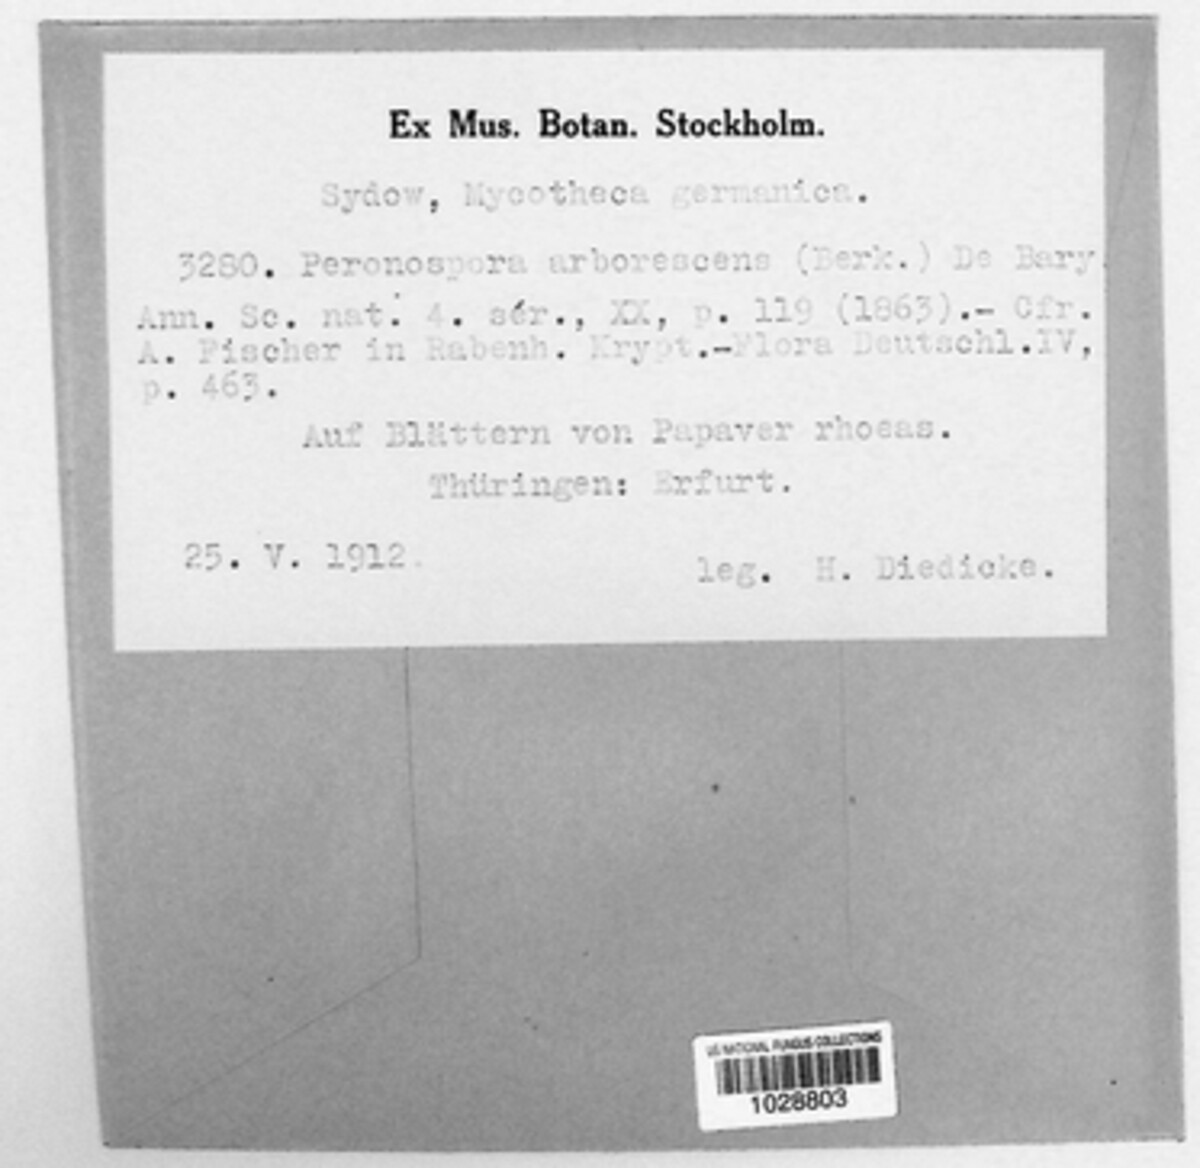 Ex Mus. Botan. Stockholm.
Sydow, Mycotheca germanica.
3280. Peronospora arborescens (Berk.) De Bary.
Ann. Sc. nat. 4. sér., XX, p. 119 (1863).- Cfr.
A. Fischer in Rabenh. Krypt.-Flora Deutschl.IV,
p. 463.
Auf Blättern von Papaver rhoeas.
Thüringen: Erfurt.
25. V. 1912.
leg. H. Diedicke.
US NATIONAL FUNGUS COLLECTIONS
1028803